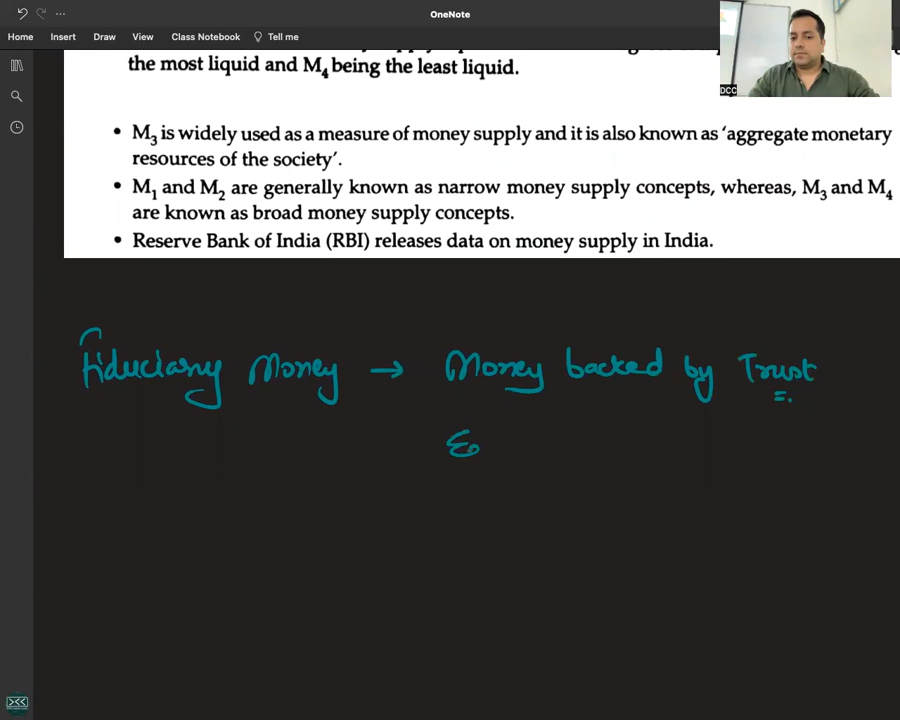 OneNote
Home Insert Draw View Class Notebook Tell me
the most liquid and M₄ being the least liquid.
• M₃ is widely used as a measure of money supply and it is also known as ‘aggregate monetary
resources of the society’.
• M₁ and M₂ are generally known as narrow money supply concepts, whereas, M₃ and M₄
are known as broad money supply concepts.
• Reserve Bank of India (RBI) releases data on money supply in India.
DCC
Fiduciary Money → Money backed by Trust